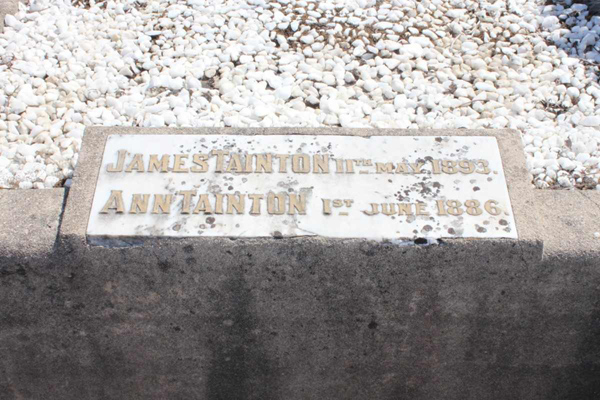 JAMES TAINTON 11TH MAY 1893.
ANN TAINTON 1ST JUNE 1886.